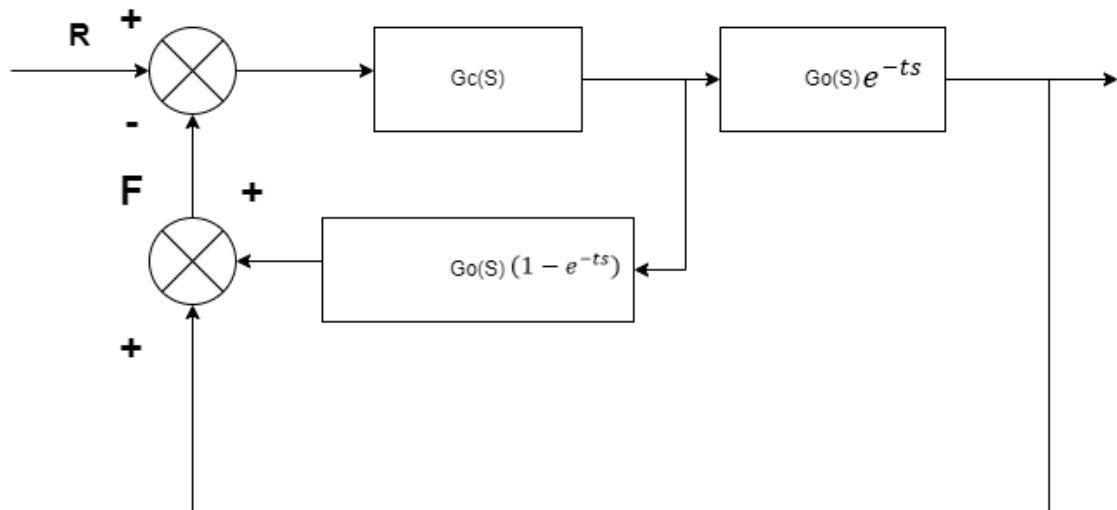 R +
Gc(S)
Go(S) e^{-ts}
-
F +
Go(S) (1 − e^{-ts})
+